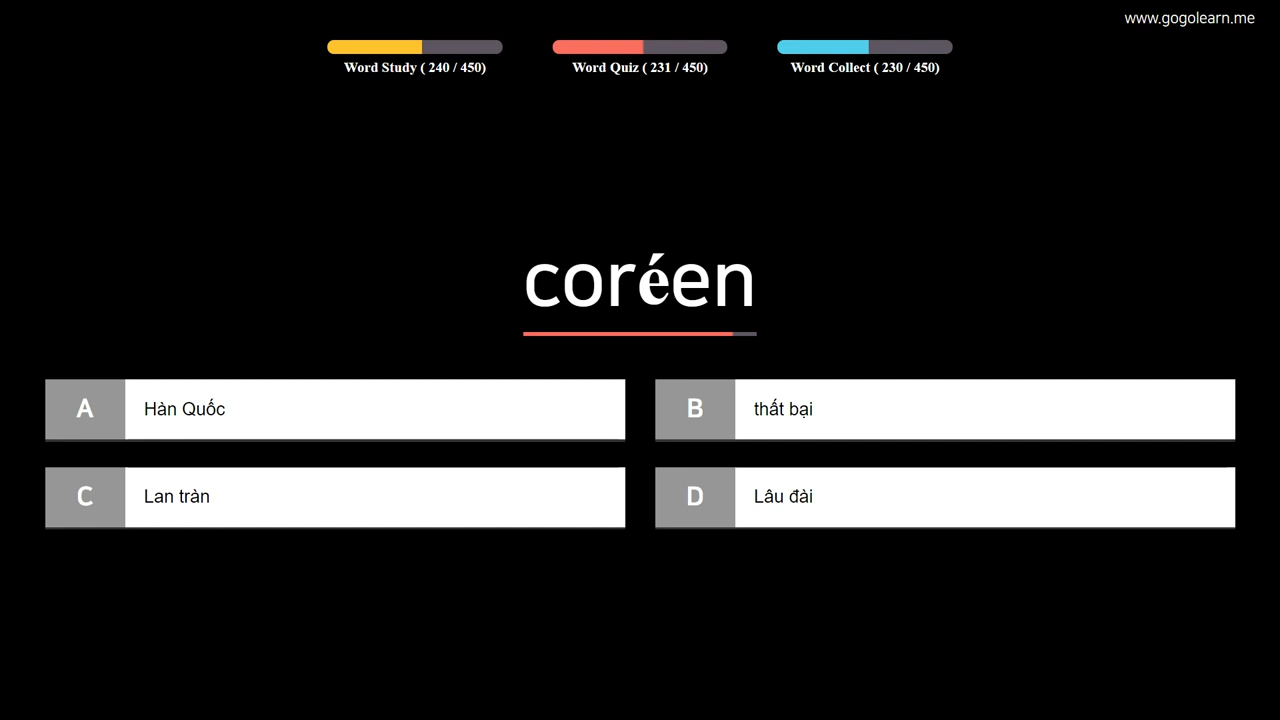 www.gogolearn.me
Word Study ( 240 / 450)
Word Quiz ( 231 / 450)
Word Collect ( 230 / 450)
coréen
A Hàn Quốc
B thất bại
C Lan tràn
D Lâu đài